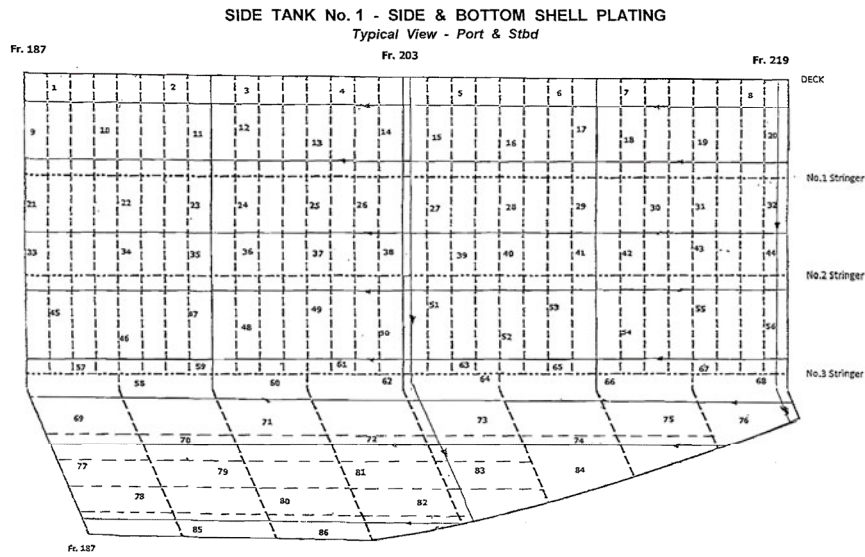 SIDE TANK No. 1 - SIDE & BOTTOM SHELL PLATING
Typical View - Port & Stbd
Fr. 187
Fr. 203
Fr. 219
DECK
1 2 3 4 5 6 7 8
9 10 11 12 13 14 15 16 17 18 19 20
No.1 Stringer
21 22 23 24 25 26 27 28 29 30 31 32
33 34 35 36 37 38 39 40 41 42 43 44
No.2 Stringer
45 46 47 48 49 50 51 52 53 54 55 56
57 59 61 63 65 67
No.3 Stringer
58 60 62 64 66 68
69 71 73 75 76
70 72 74
77 79 81 83 84
78 80 82
85 86
Fr. 187